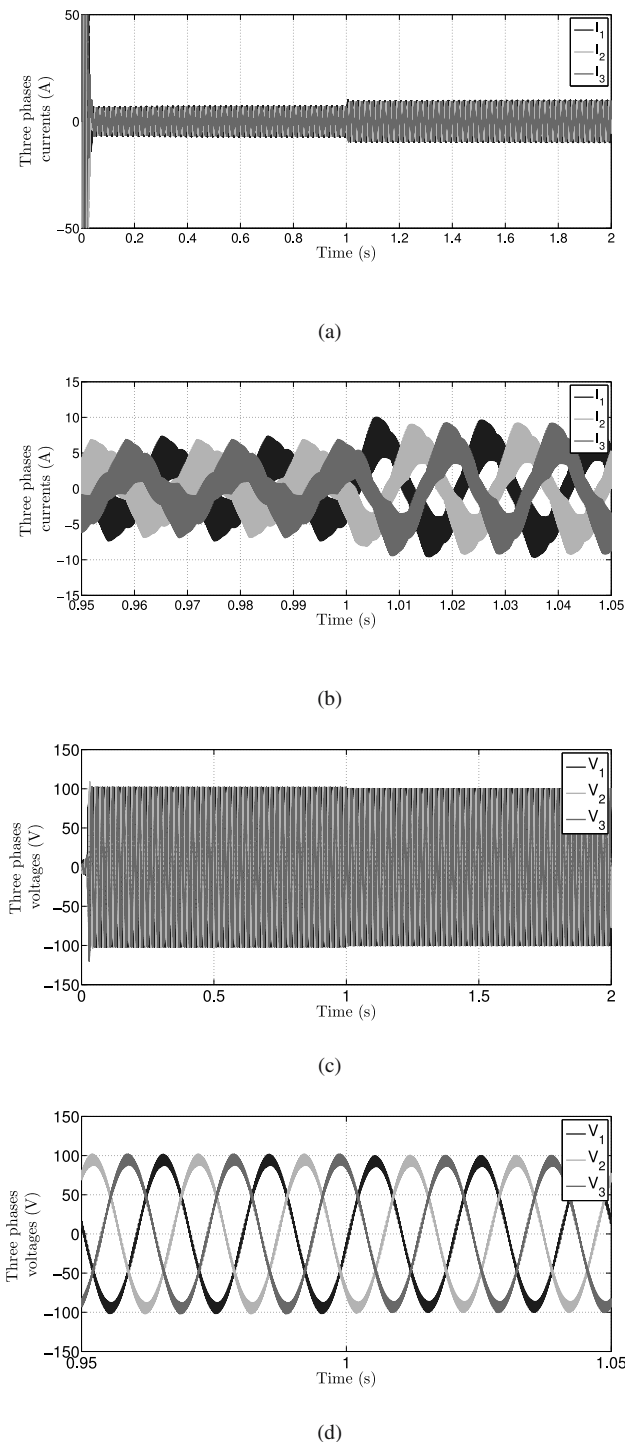 50
0
−50
Three phases
currents (A)
I1
I2
I3
0 0.2 0.4 0.6 0.8 1 1.2 1.4 1.6 1.8 2
Time (s)
(a)
15
10
5
0
−5
−10
−15
Three phases
currents (A)
I1
I2
I3
0.95 0.96 0.97 0.98 0.99 1 1.01 1.02 1.03 1.04 1.05
Time (s)
(b)
150
100
50
0
−50
−100
−150
Three phases
voltages (V)
V1
V2
V3
0 0.5 1 1.5 2
Time (s)
(c)
150
100
50
0
−50
−100
−150
Three phases
voltages (V)
V1
V2
V3
0.95 1 1.05
Time (s)
(d)